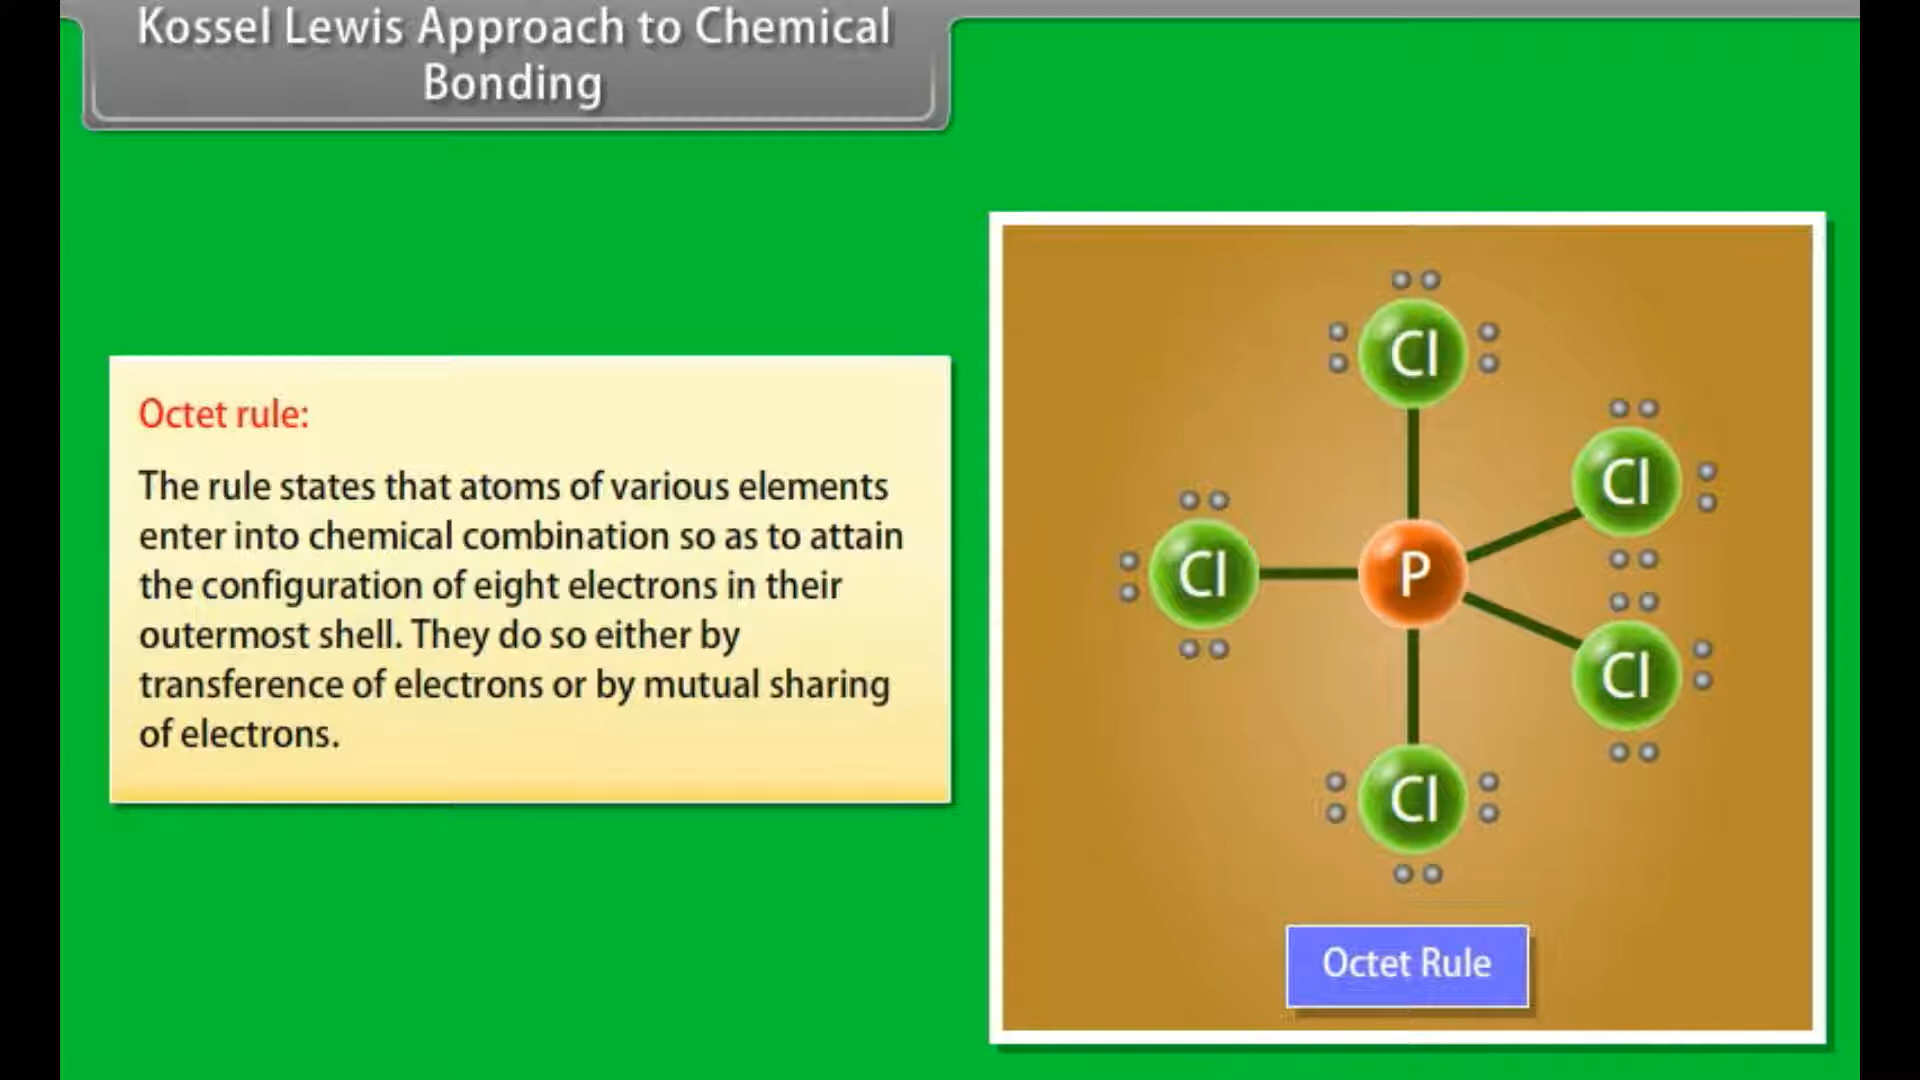 Kossel Lewis Approach to Chemical
Bonding
Octet rule:
The rule states that atoms of various elements
enter into chemical combination so as to attain
the configuration of eight electrons in their
outermost shell. They do so either by
transference of electrons or by mutual sharing
of electrons.
Cl
Cl
Cl
P
Cl
Cl
Octet Rule